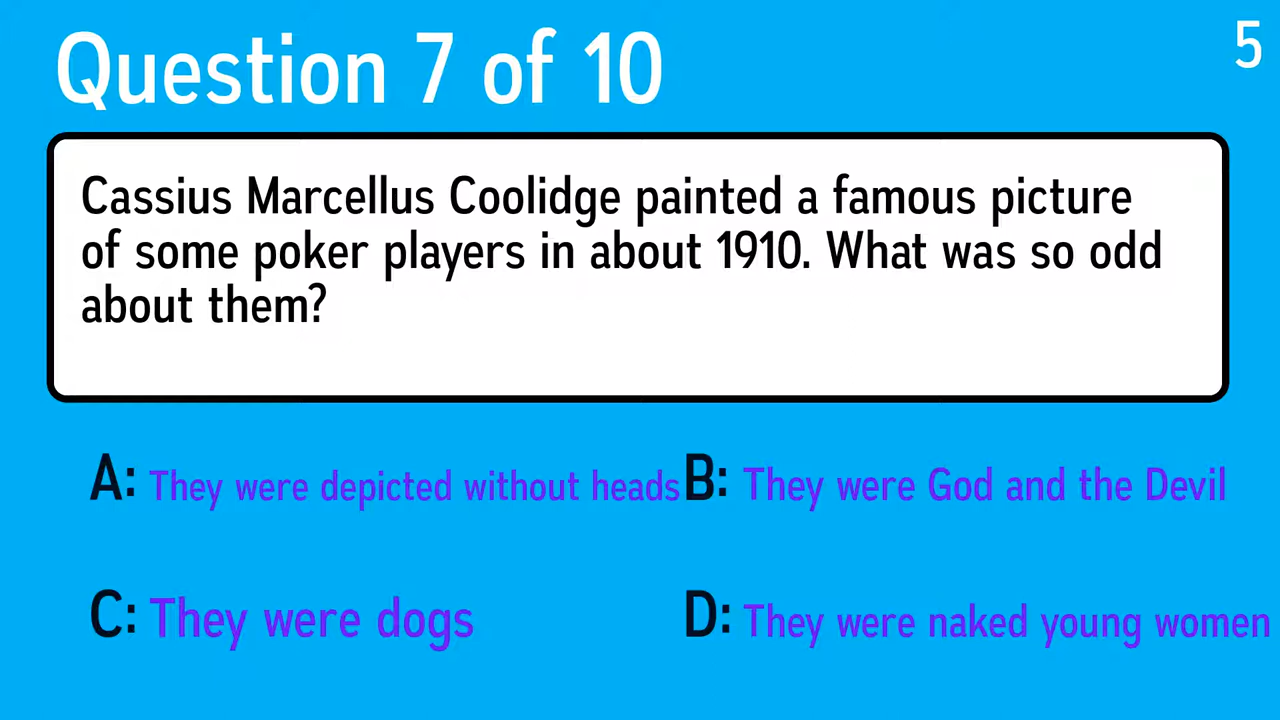 Question 7 of 10
5
Cassius Marcellus Coolidge painted a famous picture
of some poker players in about 1910. What was so odd
about them?
A: They were depicted without heads
B: They were God and the Devil
C: They were dogs
D: They were naked young women